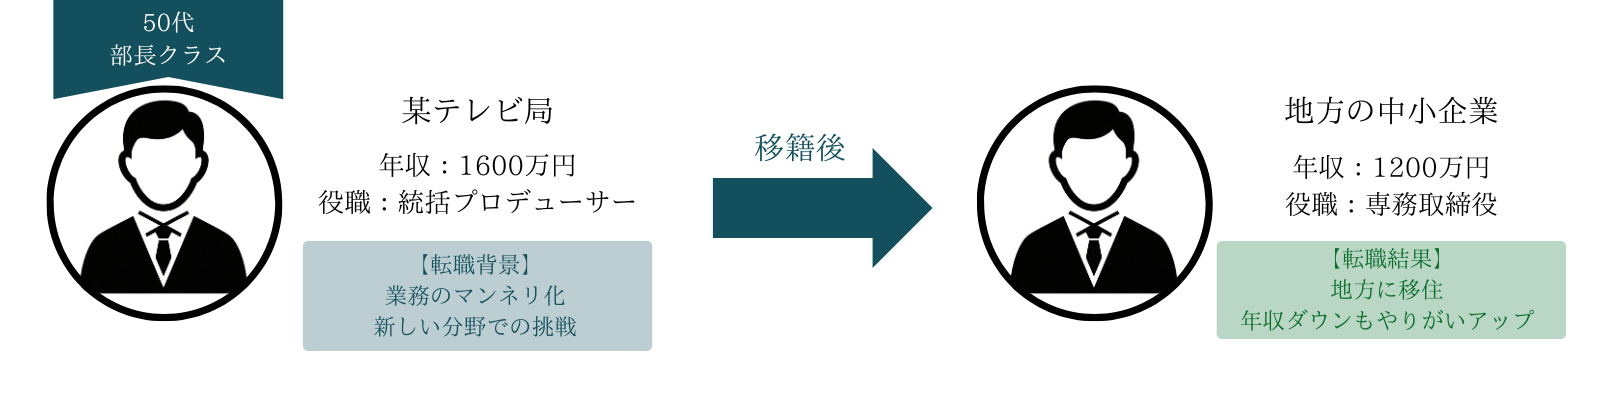 50代
部長クラス
某テレビ局
年収：1600万円
役職：統括プロデューサー
【転職背景】
業務のマンネリ化
新しい分野での挑戦
移籍後
地方の中小企業
年収：1200万円
役職：専務取締役
【転職結果】
地方に移住
年収ダウンもやりがいアップ